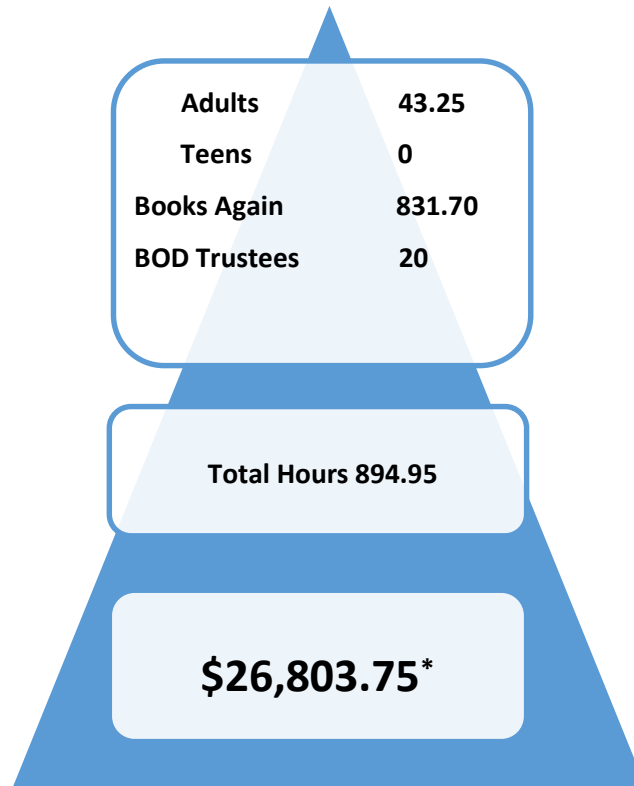 Adults 43.25
Teens 0
Books Again 831.70
BOD Trustees 20
Total Hours 894.95
$26,803.75*